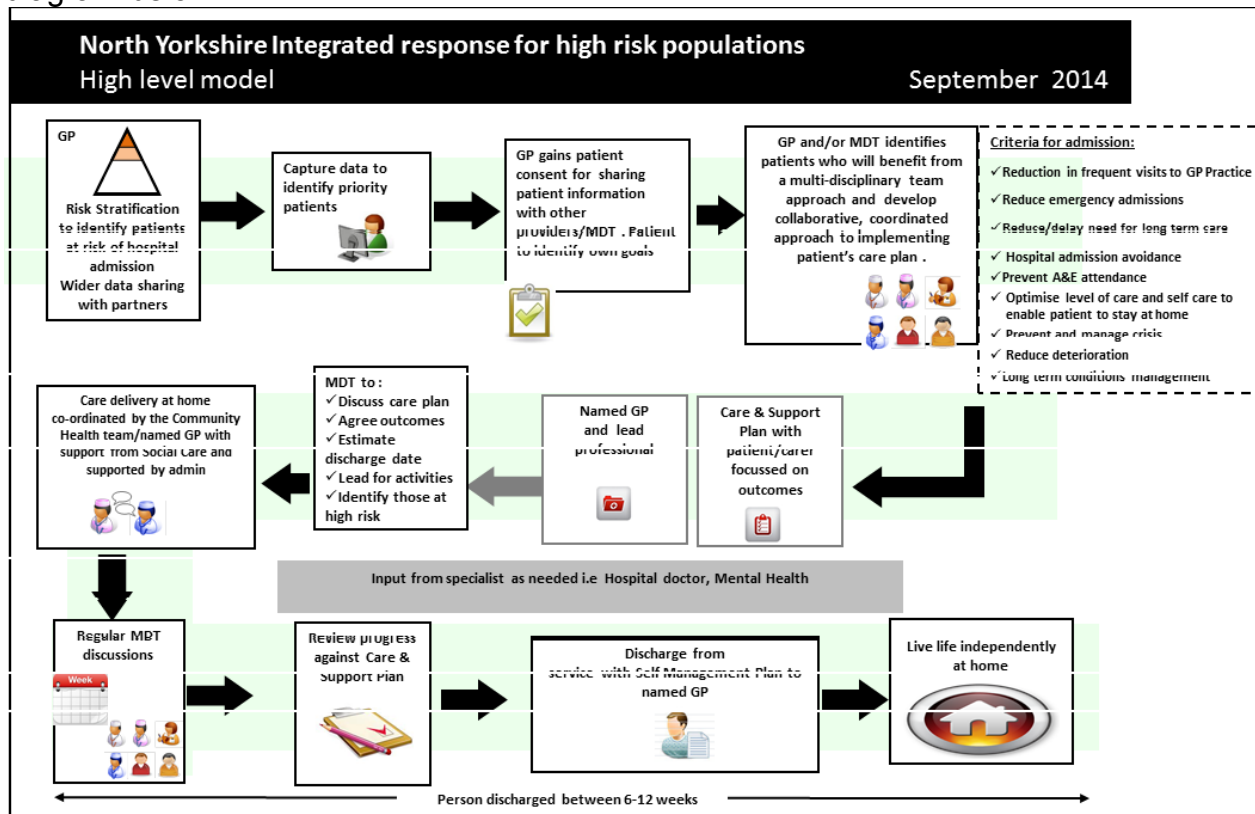 North Yorkshire Integrated response for high risk populations
High level model September 2014
GP
Risk Stratification
to identify patients
at risk of hospital
admission
Wider data sharing
with partners
Capture data to
identify priority
patients
GP gains patient
consent for sharing
patient information
with other
providers/MDT . Patient
to identify own goals
GP and/or MDT identifies
patients who will benefit from
a multi-disciplinary team
approach and develop
collaborative, coordinated
approach to implementing
patient's care plan .
Criteria for admission:
✓Reduction in frequent visits to GP Practice
✓Reduce emergency admissions
✓Reduce/delay need for long term care
✓ Hospital admission avoidance
✓Prevent A&E attendance
✓ Optimise level of care and self care to
enable patient to stay at home
✓ Prevent and manage crisis
✓ Reduce deterioration
✓Long term conditions management
Care & Support
Plan with
patient/carer
focussed on
outcomes
Named GP
and lead
professional
MDT to :
✓Discuss care plan
✓Agree outcomes
✓Estimate
discharge date
✓Lead for activities
✓Identify those at
high risk
Care delivery at home
co-ordinated by the Community
Health team/named GP with
support from Social Care and
supported by admin
Input from specialist as needed i.e Hospital doctor, Mental Health
Regular MDT
discussions
Week
Review progress
against Care &
Support Plan
Discharge from
service with Self Management Plan to
named GP
Live life independently
at home
Person discharged between 6-12 weeks